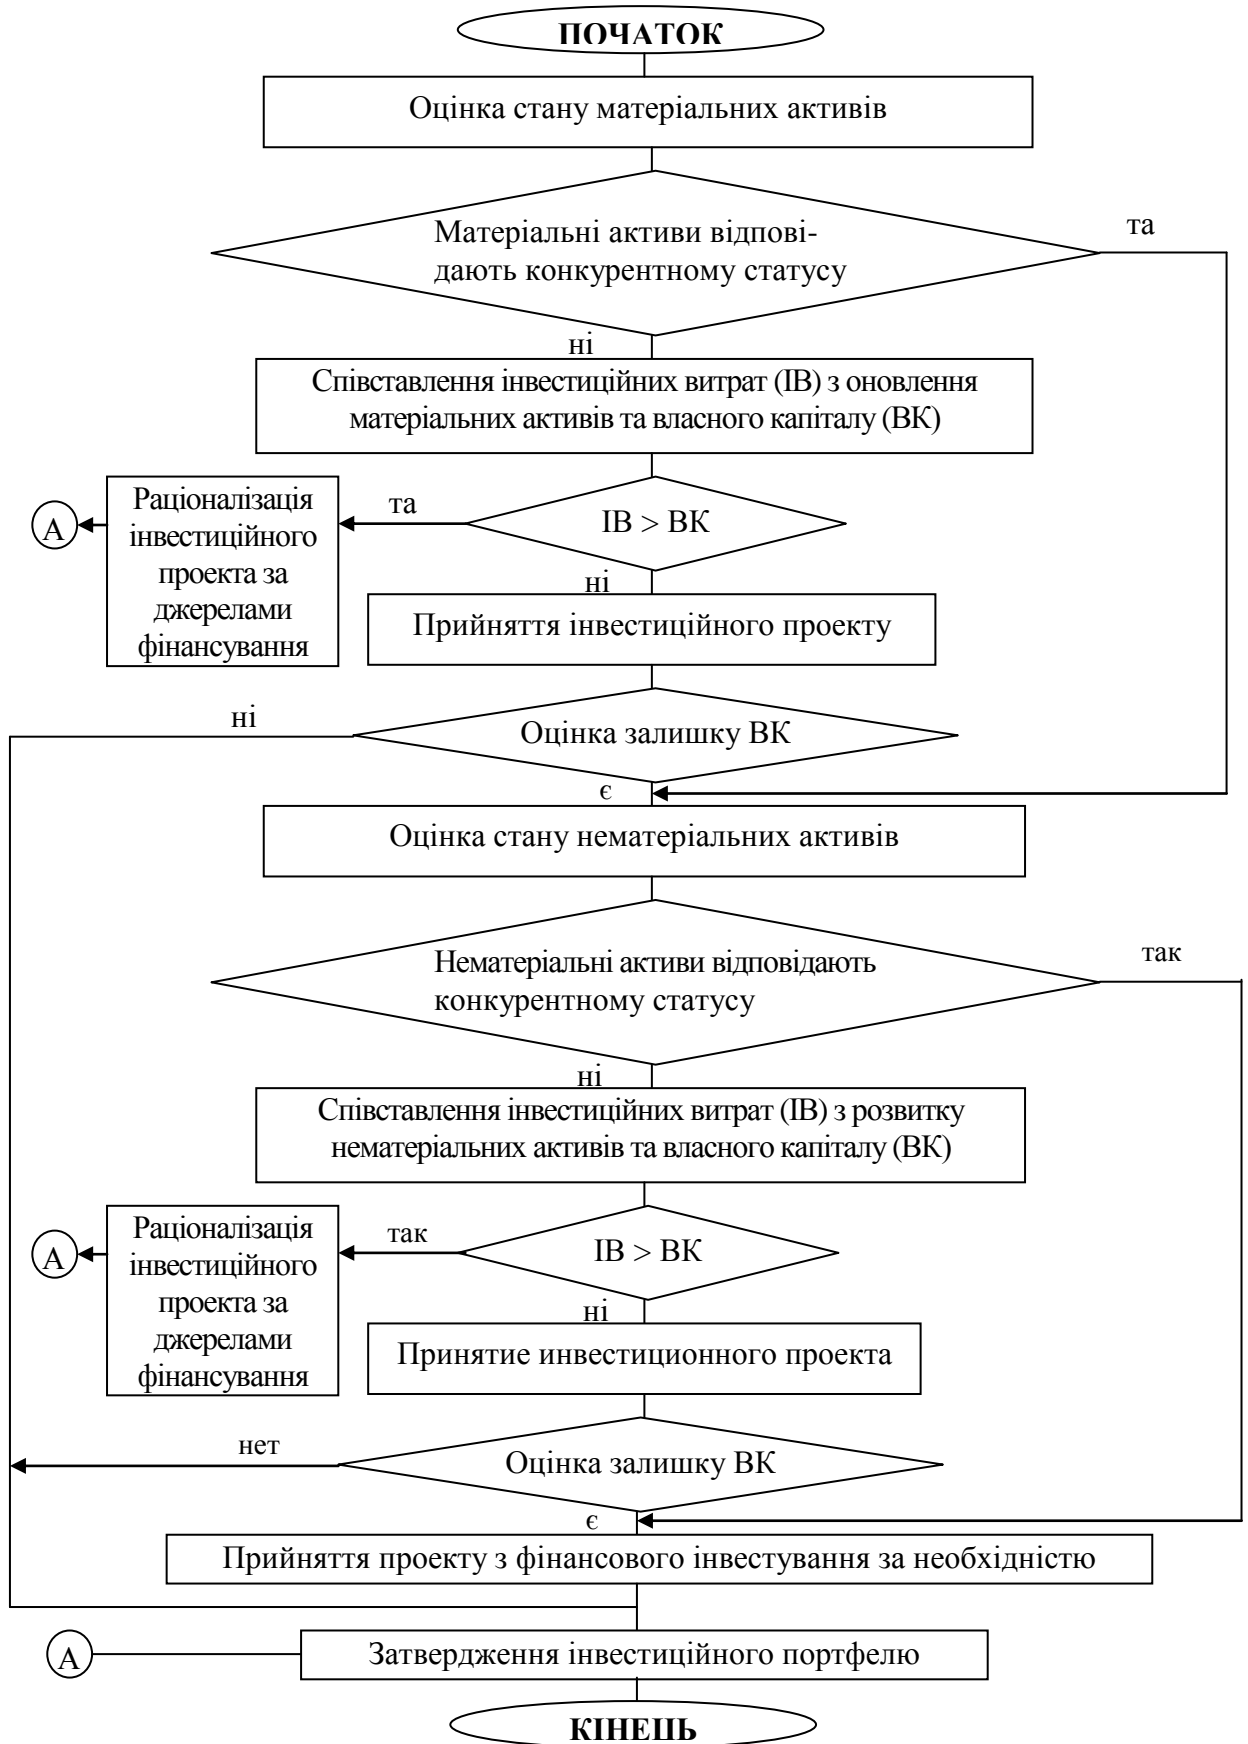 ПОЧАТОК
Оцінка стану матеріальних активів
Матеріальні активи відпові-
дають конкурентному статусу
та
ні
Співставлення інвестиційних витрат (ІВ) з оновлення
матеріальних активів та власного капіталу (ВК)
А
Раціоналізація
інвестиційного
проекта за
джерелами
фінансування
та
ІВ > ВК
ні
Прийняття інвестиційного проекту
ні
Оцінка залишку ВК
є
Оцінка стану нематеріальних активів
Нематеріальні активи відповідають
конкурентному статусу
так
ні
Співставлення інвестиційних витрат (ІВ) з розвитку
нематеріальних активів та власного капіталу (ВК)
А
Раціоналізація
інвестиційного
проекта за
джерелами
фінансування
так
ІВ > ВК
ні
Принятие инвестиционного проекта
нет
Оцінка залишку ВК
є
Прийняття проекту з фінансового інвестування за необхідністю
А
Затвердження інвестиційного портфелю
КІНЕЦЬ